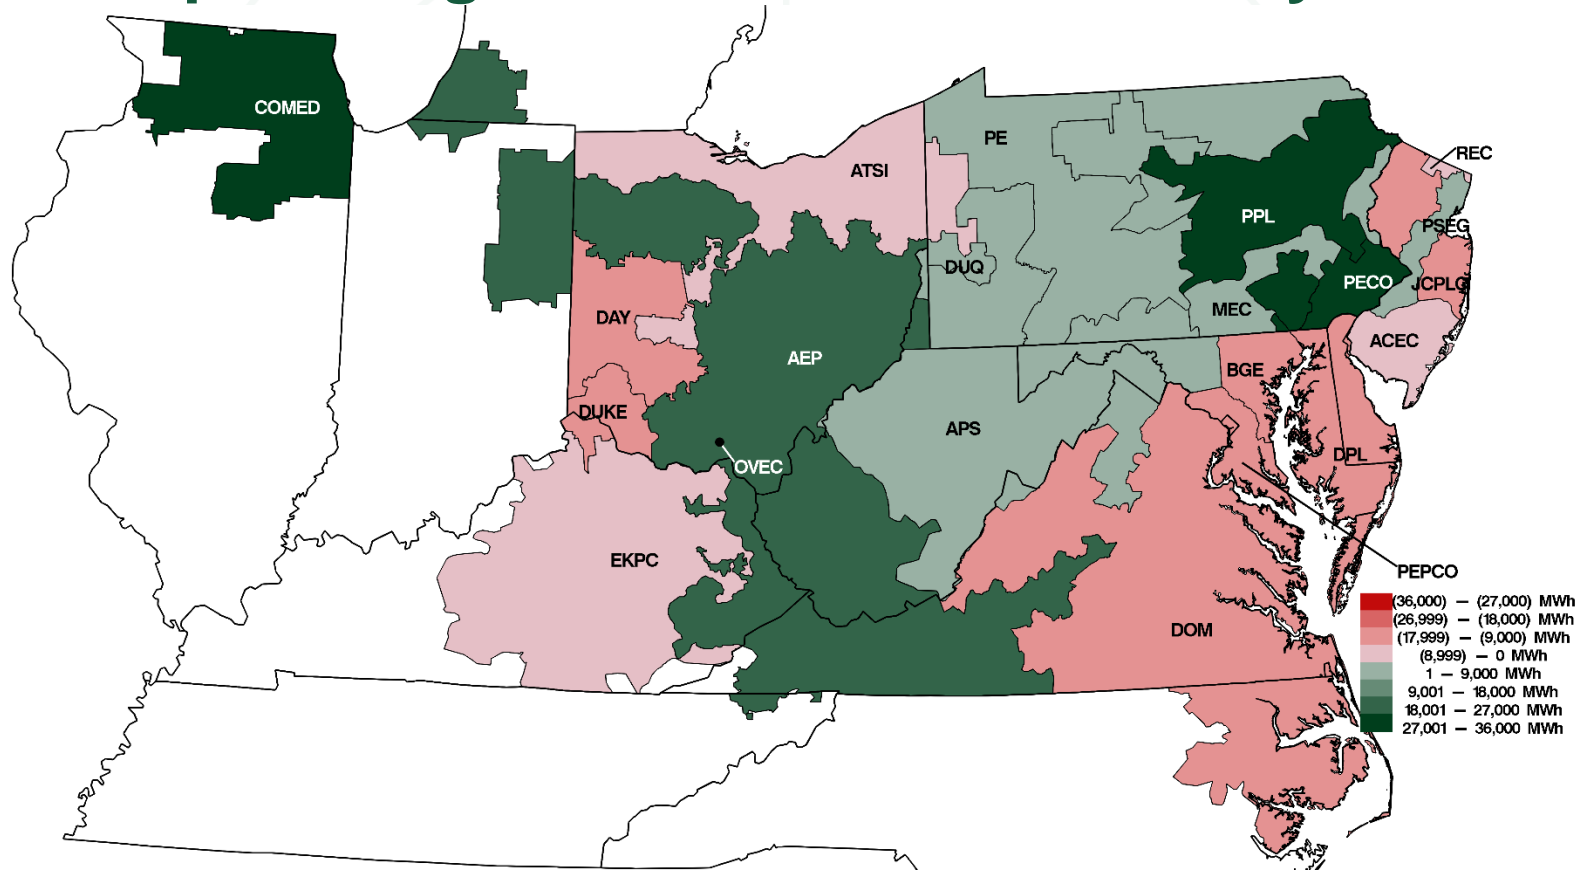 COMED
PE
REC
ATSI
PPL
PSEG
DUQ
PECO
JCPLC
MEC
DAY
ACEC
AEP
BGE
DUKE
APS
DPL
OVEC
EKPC
PEPCO
DOM
(36,000) – (27,000) MWh
(26,999) – (18,000) MWh
(17,999) – (9,000) MWh
(8,999) – 0 MWh
1 – 9,000 MWh
9,001 – 18,000 MWh
18,001 – 27,000 MWh
27,001 – 36,000 MWh